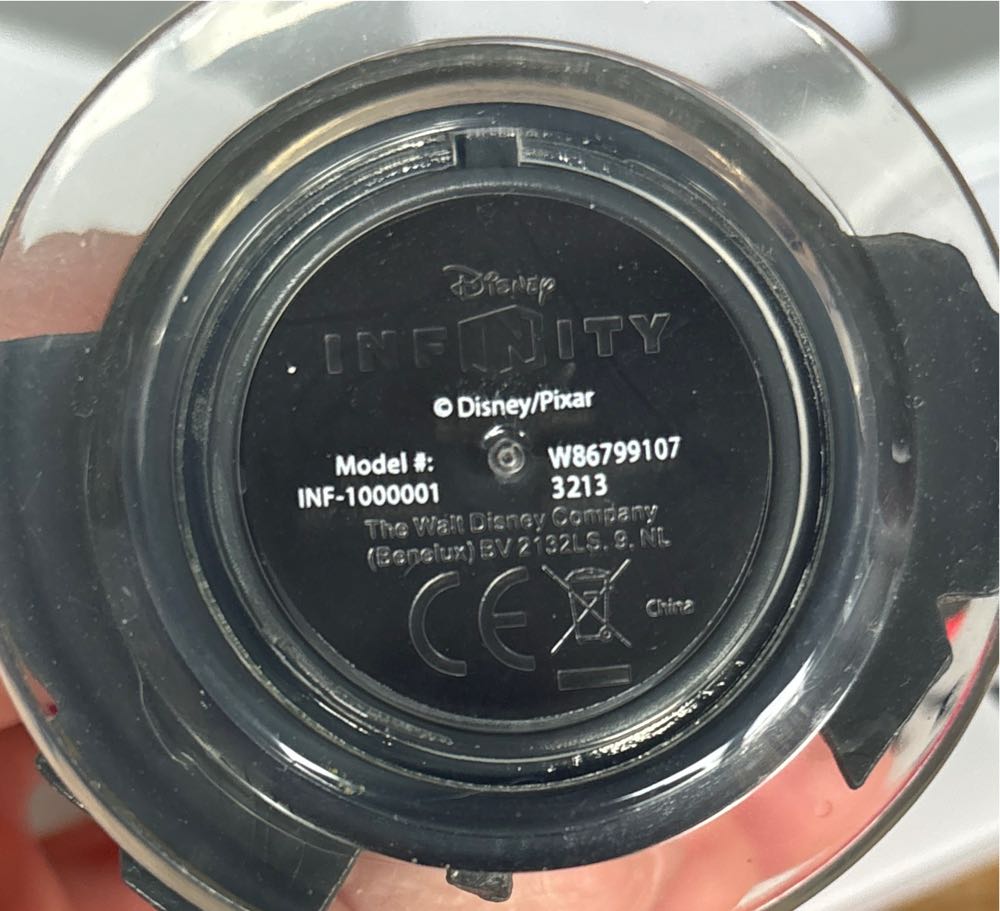 Disney
INFINITY
© Disney/Pixar
Model #: W86799107
INF-1000001 3213
The Walt Disney Company
(Benelux) BV 2132LS. 9. NL
CE
China